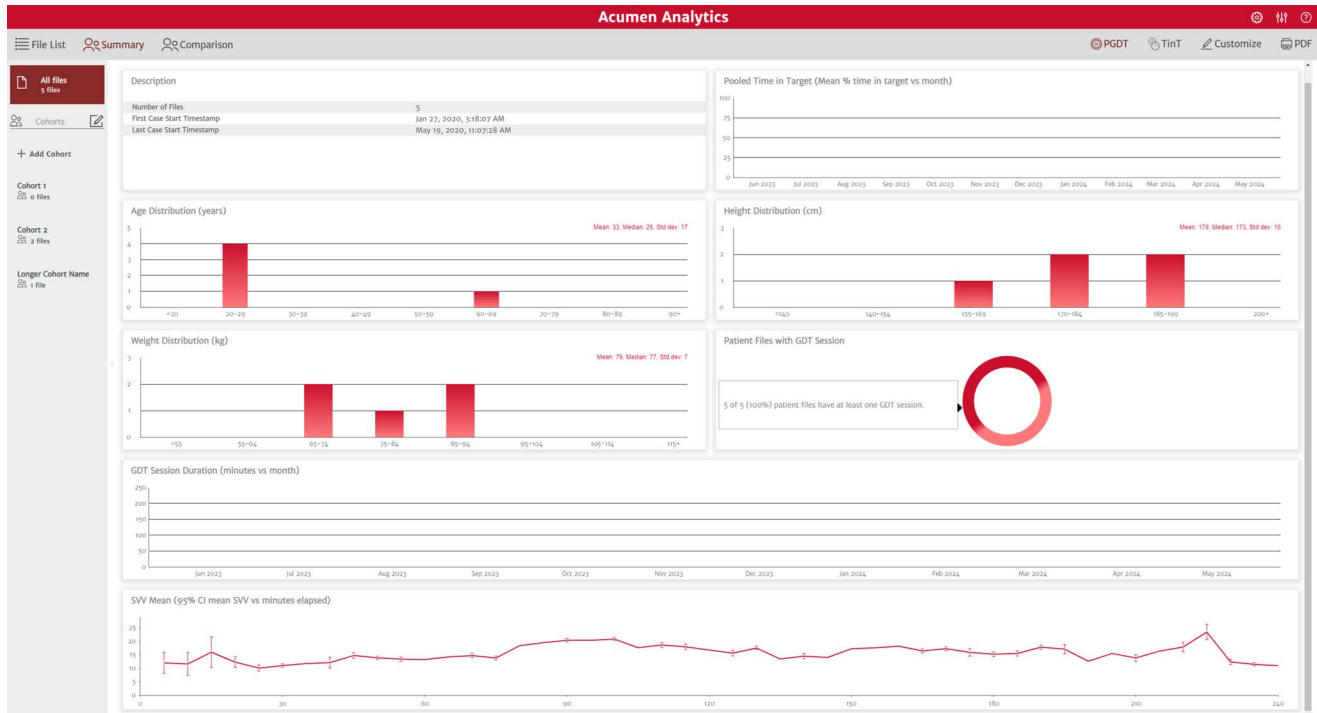 Acumen Analytics
File List Summary Comparison PGDT TinT Customize PDF
All files
5 files
Cohorts
+ Add Cohort
Cohort 1
0 files
Cohort 2
2 files
Longer Cohort Name
1 file
Description
Number of Files 5
First Case Start Timestamp Jan 27, 2020, 3:18:07 AM
Last Case Start Timestamp May 19, 2020, 11:07:28 AM
Pooled Time in Target (Mean % time in target vs month)
100
75
50
25
0
Jun 2023 Jul 2023 Aug 2023 Sep 2023 Oct 2023 Nov 2023 Dec 2023 Jan 2024 Feb 2024 Mar 2024 Apr 2024 May 2024
Age Distribution (years)
Mean: 33, Median: 25, Std dev: 17
5
4
3
2
1
0
<20 20-29 30-39 40-49 50-59 60-69 70-79 80-89 90+
Height Distribution (cm)
Mean: 179, Median: 173, Std dev: 10
3
2
1
0
<140 140-154 155-169 170-184 185-199 200+
Weight Distribution (kg)
Mean: 79, Median: 77, Std dev: 7
3
2
1
0
<55 55-64 65-74 75-84 85-94 95-104 105-114 115+
Patient Files with GDT Session
5 of 5 (100%) patient files have at least one GDT session.
GDT Session Duration (minutes vs month)
250
200
150
100
50
0
Jun 2023 Jul 2023 Aug 2023 Sep 2023 Oct 2023 Nov 2023 Dec 2023 Jan 2024 Feb 2024 Mar 2024 Apr 2024 May 2024
SVV Mean (95% CI mean SVV vs minutes elapsed)
25
20
15
10
5
0
0 30 60 90 120 150 180 210 240